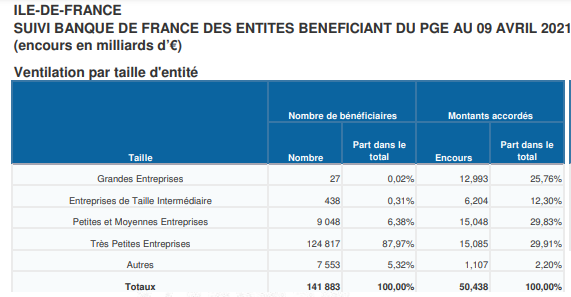 ILE-DE-FRANCE
SUIVI BANQUE DE FRANCE DES ENTITES BENEFICIANT DU PGE AU 09 AVRIL 2021
(encours en milliards d'€)
Ventilation par taille d'entité
Nombre de bénéficiaires Montants accordés
Taille Nombre Part dans le total Encours Part dans le total
Grandes Entreprises 27 0,02% 12,993 25,76%
Entreprises de Taille Intermédiaire 438 0,31% 6,204 12,30%
Petites et Moyennes Entreprises 9 048 6,38% 15,048 29,83%
Très Petites Entreprises 124 817 87,97% 15,085 29,91%
Autres 7 553 5,32% 1,107 2,20%
Totaux 141 883 100,00% 50,438 100,00%